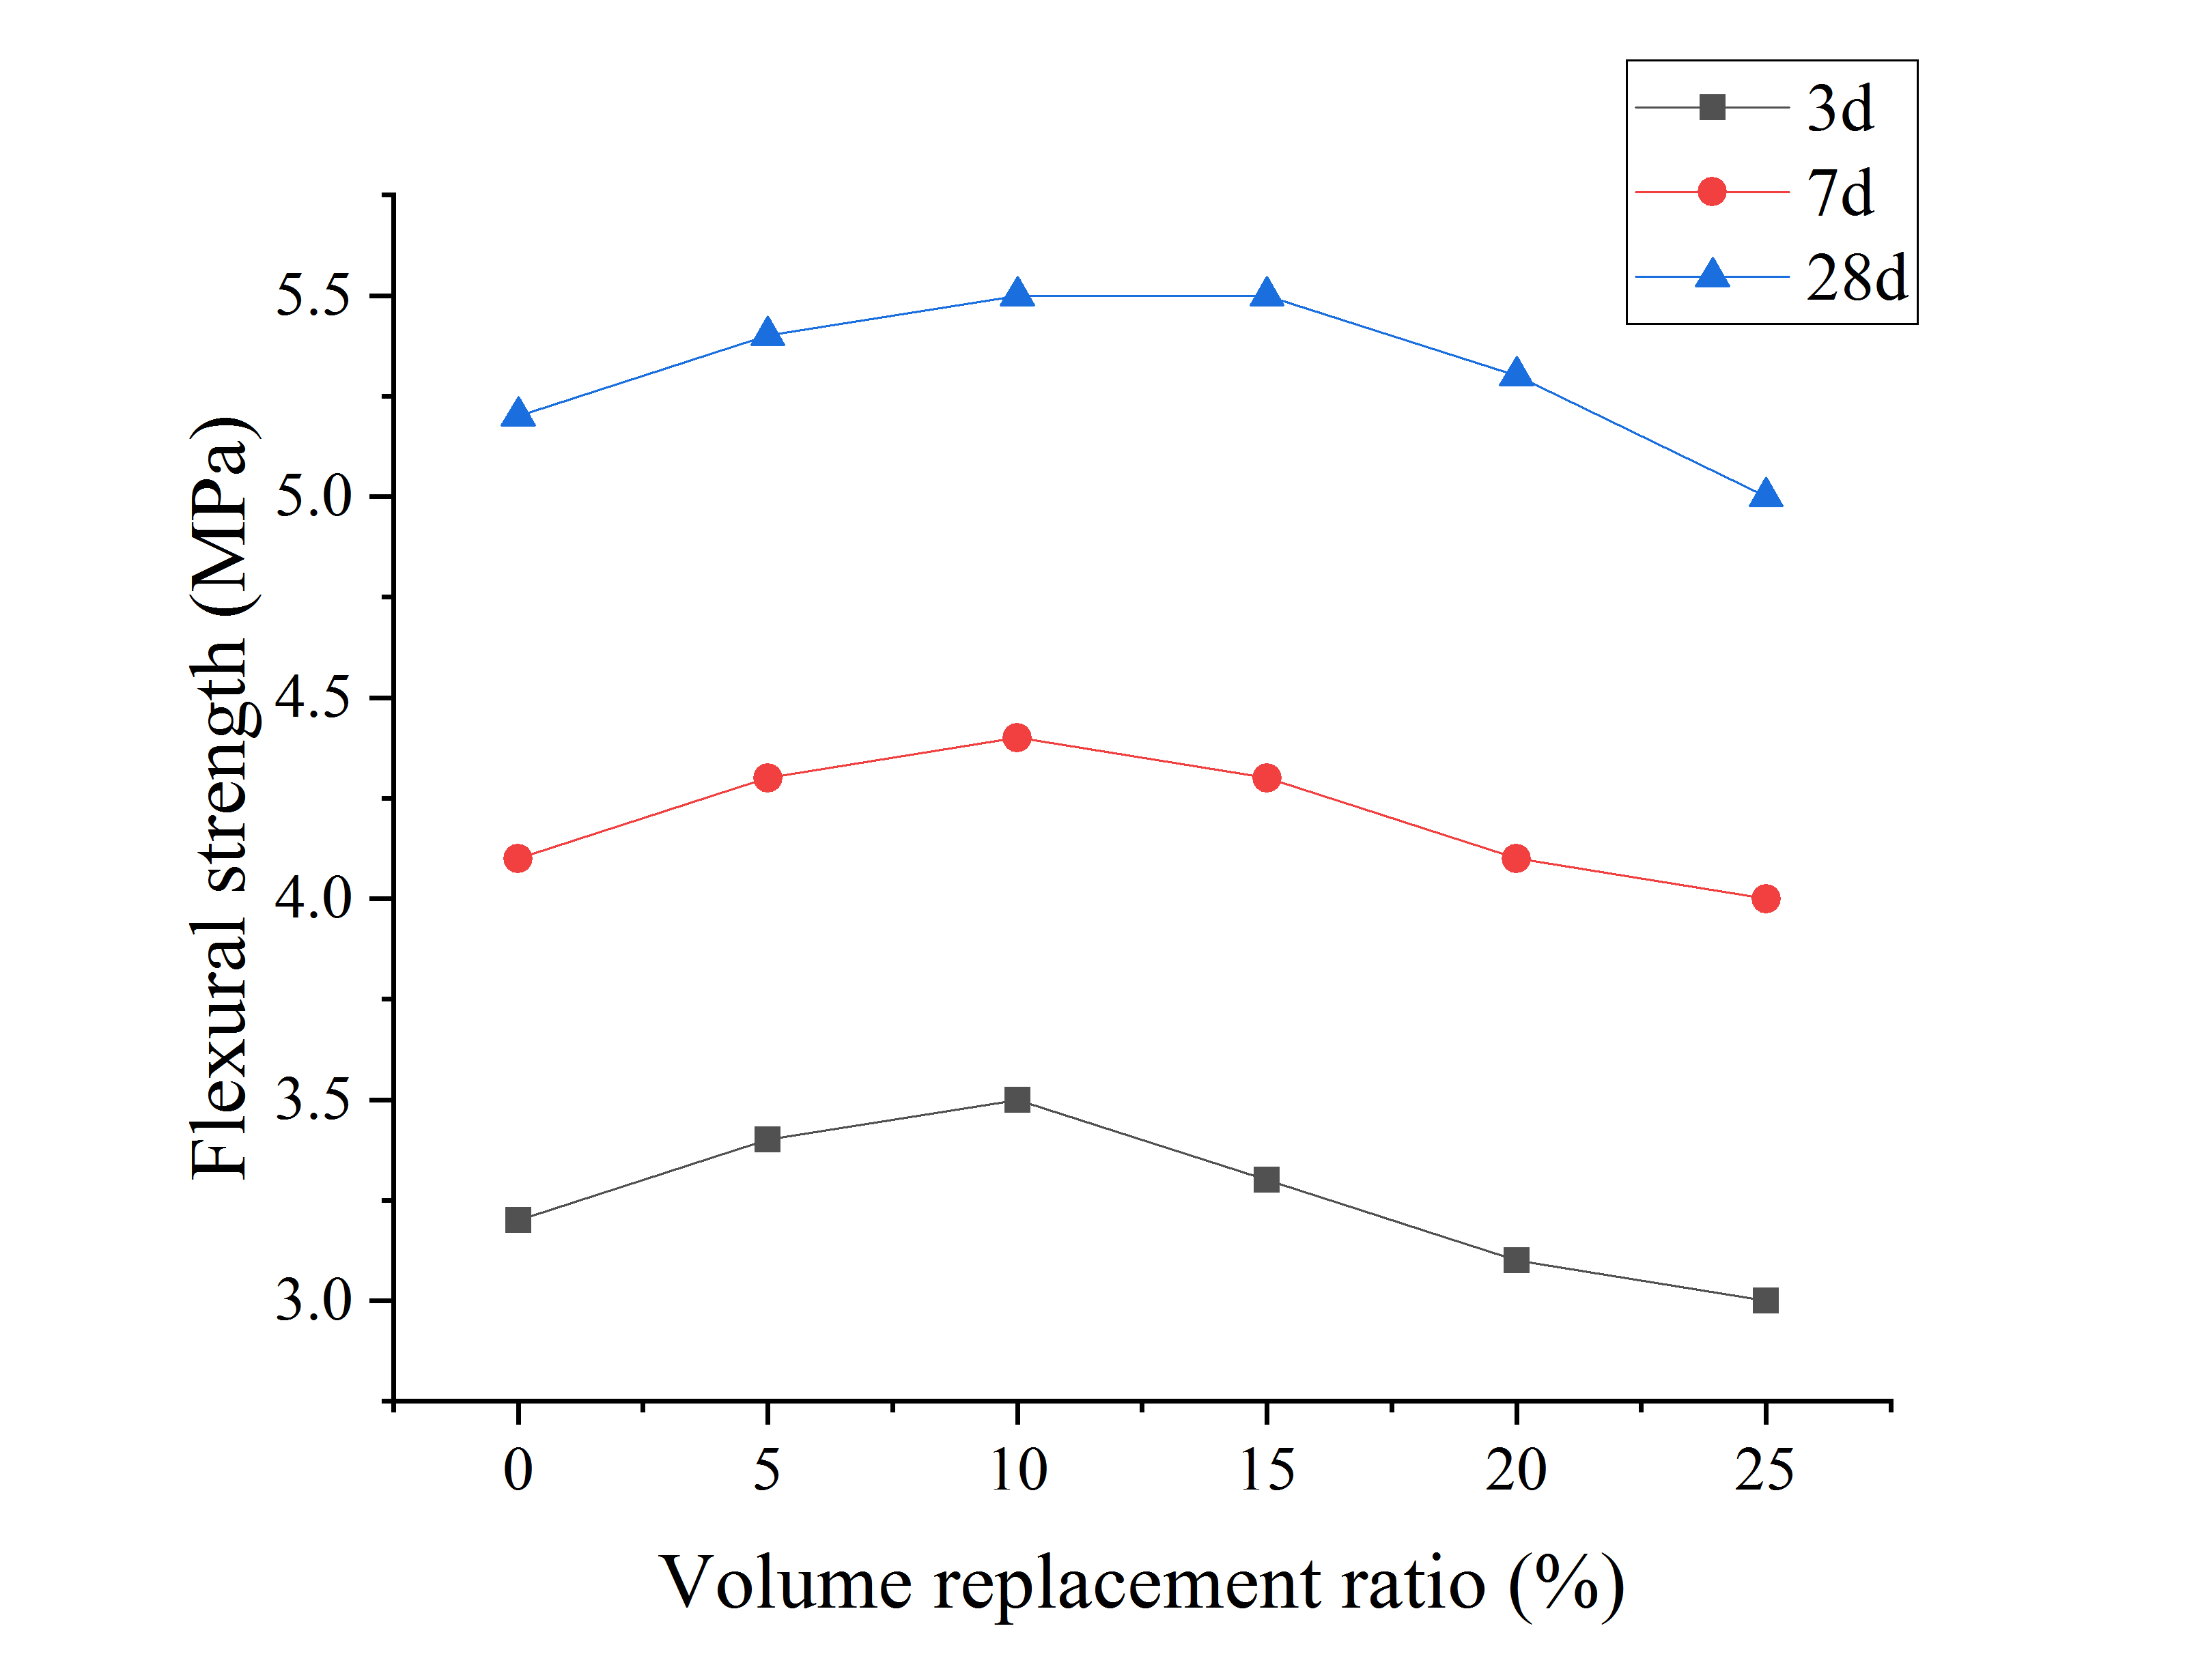 3d
7d
28d
Flexural strength (MPa)
5.5
5.0
4.5
4.0
3.5
3.0
0 5 10 15 20 25
Volume replacement ratio (%)